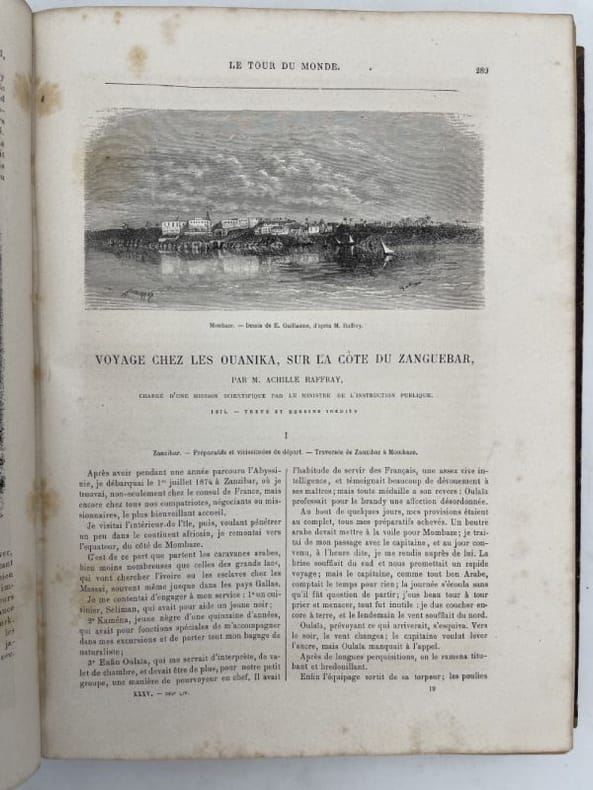 LE TOUR DU MONDE.
289
Mombaze. — Dessin de E. Guillaume, d'après M. Raffray.
VOYAGE CHEZ LES OUANIKA, SUR LA CÔTE DU ZANGUEBAR,
PAR M. ACHILLE RAFFRAY,
CHARGÉ D'UNE MISSION SCIENTIFIQUE PAR LE MINISTRE DE L'INSTRUCTION PUBLIQUE.
1874. — TEXTE ET DESSINS INÉDITS
I
Zanzibar. — Préparatifs et vicissitudes du départ. — Traversée de Zanzibar à Mombaze.
Après avoir pendant une année parcouru l'Abyssi-
nie, je débarquai le 1er juillet 1874 à Zanzibar, où je
trouvai, non-seulement chez le consul de France, mais
encore chez tous nos compatriotes, négociants ou mis-
sionnaires, le plus bienveillant accueil.
Je visitai l'intérieur de l'île, puis, voulant pénétrer
un peu dans le continent africain, je remontai vers
l'équateur, du côté de Mombaze.
C'est de ce port que partent les caravanes arabes,
bien moins nombreuses que celles des grands lacs,
qui vont chercher l'ivoire ou les esclaves chez les
Massaï, souvent même jusque dans les pays Gallas.
Je me contentai d'engager à mon service : 1° un cui-
sinier, Séliman, qui avait pour aide un jeune noir;
2° Kaména, jeune nègre d'une quinzaine d'années,
qui avait pour fonctions spéciales de m'accompagner
dans mes excursions et de porter tout mon bagage de
naturaliste;
3° Enfin Oulaïa, qui me servait d'interprète, de va-
let de chambre, et devait être de plus, pour notre petit
groupe, une manière de pourvoyeur en chef. Il avait
XXXV. — 904e LIV.
l'habitude de servir des Français, une assez vive in-
telligence, et témoignait beaucoup de dévouement à
ses maîtres; mais toute médaille a son revers : Oulaïa
professait pour le brandy une affection désordonnée.
Au bout de quelques jours, mes provisions étaient
au complet, tous mes préparatifs achevés. Un boutre
arabe devait mettre à la voile pour Mombaze; je trai-
tai de mon passage avec le capitaine, et au jour con-
venu, à l'heure dite, je me rendis auprès de lui. La
brise soufflait du sud et nous promettait un rapide
voyage; mais le capitaine, comme tout bon Arabe,
comptait le temps pour rien; la journée s'écoula sans
qu'il fût question de partir; j'eus beau tour à tour
prier et menacer, tout fut inutile : je dus coucher en-
core à terre, et le lendemain le vent soufflait du nord.
Oulaïa, prévoyant ce qui arriverait, s'esquiva. Vers
le soir, le vent changea; le capitaine voulut lever
l'ancre, mais Oulaïa manquait à l'appel.
Après de longues perquisitions, on le ramena titu-
bant et bredouillant.
Enfin l'équipage sortit de sa torpeur; les poulies
19